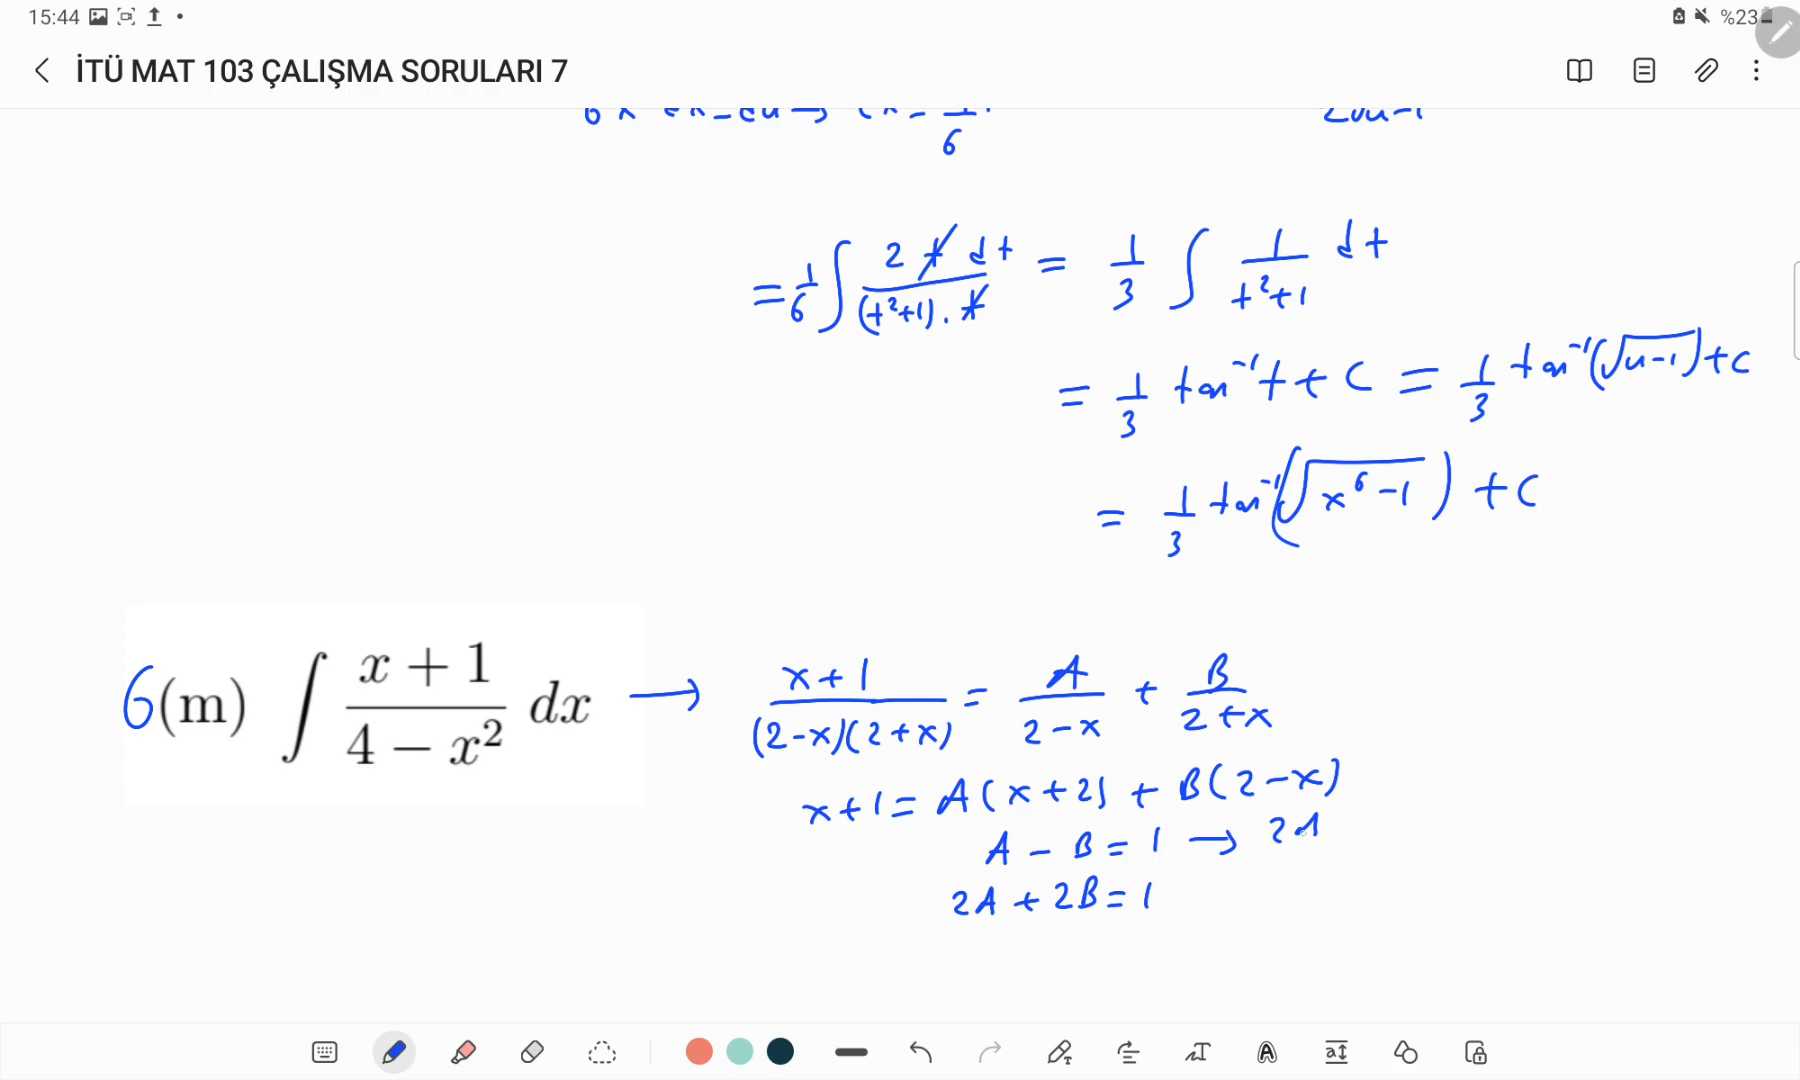 15:44 %23
İTÜ MAT 103 ÇALIŞMA SORULARI 7
6
= 1/6 ∫ 2t dt / (t²+1).t = 1/3 ∫ 1/(t²+1) dt
= 1/3 tan⁻¹ t + C = 1/3 tan⁻¹(√(u-1)) + C
= 1/3 tan⁻¹(√(x⁶-1)) + C
6(m) ∫ (x + 1)/(4 − x²) dx → (x+1)/((2-x)(2+x)) = A/(2-x) + B/(2+x)
x+1 = A(x+2) + B(2-x)
A - B = 1 → 2A
2A + 2B = 1